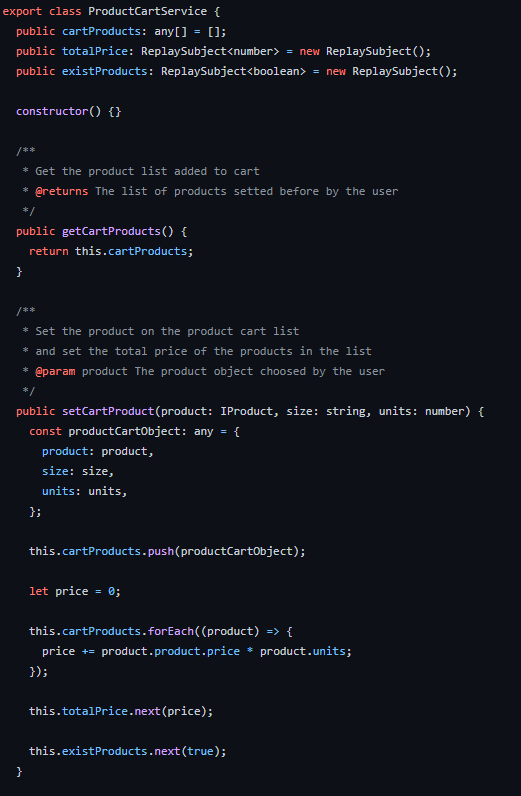 export class ProductCartService {
  public cartProducts: any[] = [];
  public totalPrice: ReplaySubject<number> = new ReplaySubject();
  public existProducts: ReplaySubject<boolean> = new ReplaySubject();

  constructor() {}

  /**
   * Get the product list added to cart
   * @returns The list of products setted before by the user
   */
  public getCartProducts() {
    return this.cartProducts;
  }

  /**
   * Set the product on the product cart list
   * and set the total price of the products in the list
   * @param product The product object choosed by the user
   */
  public setCartProduct(product: IProduct, size: string, units: number) {
    const productCartObject: any = {
      product: product,
      size: size,
      units: units,
    };

    this.cartProducts.push(productCartObject);

    let price = 0;

    this.cartProducts.forEach((product) => {
      price += product.product.price * product.units;
    });

    this.totalPrice.next(price);

    this.existProducts.next(true);
  }